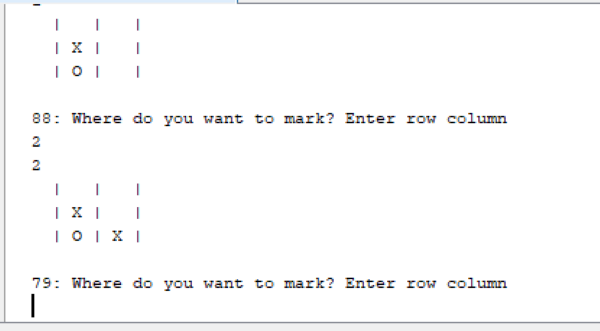 |   |   |
| X |   |
| O |   |
88: Where do you want to mark? Enter row column
2
2
|   |   |
| X |   |
| O | X |
79: Where do you want to mark? Enter row column